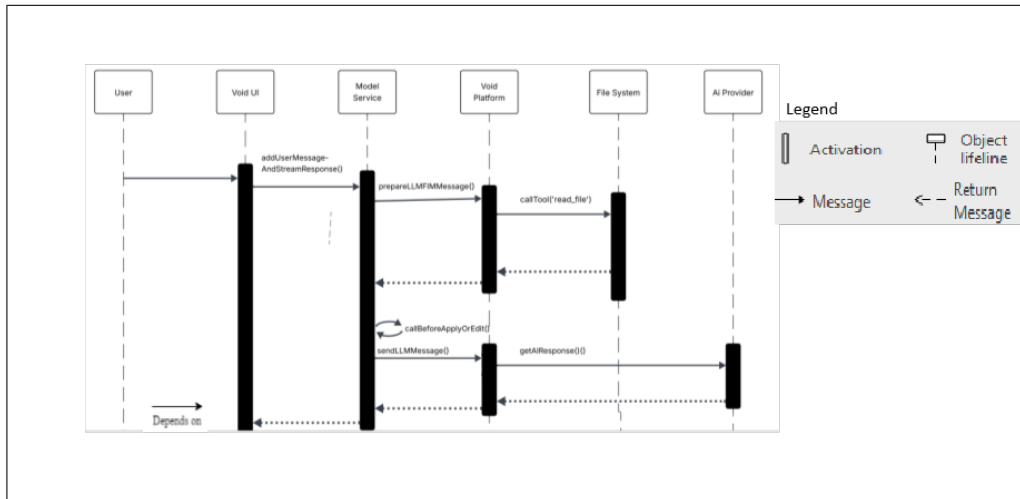 User
Void UI
Model
Service
Void
Platform
File System
Ai Provider
Legend
Activation
Object
lifeline
Message
Return
Message
addUserMessage-
AndStreamResponse()
prepareLLMFIMMessage()
callTool('read_file')
callBeforeApplyOrEdit()
sendLLMMessage()
getAIResponse()()
Depends on